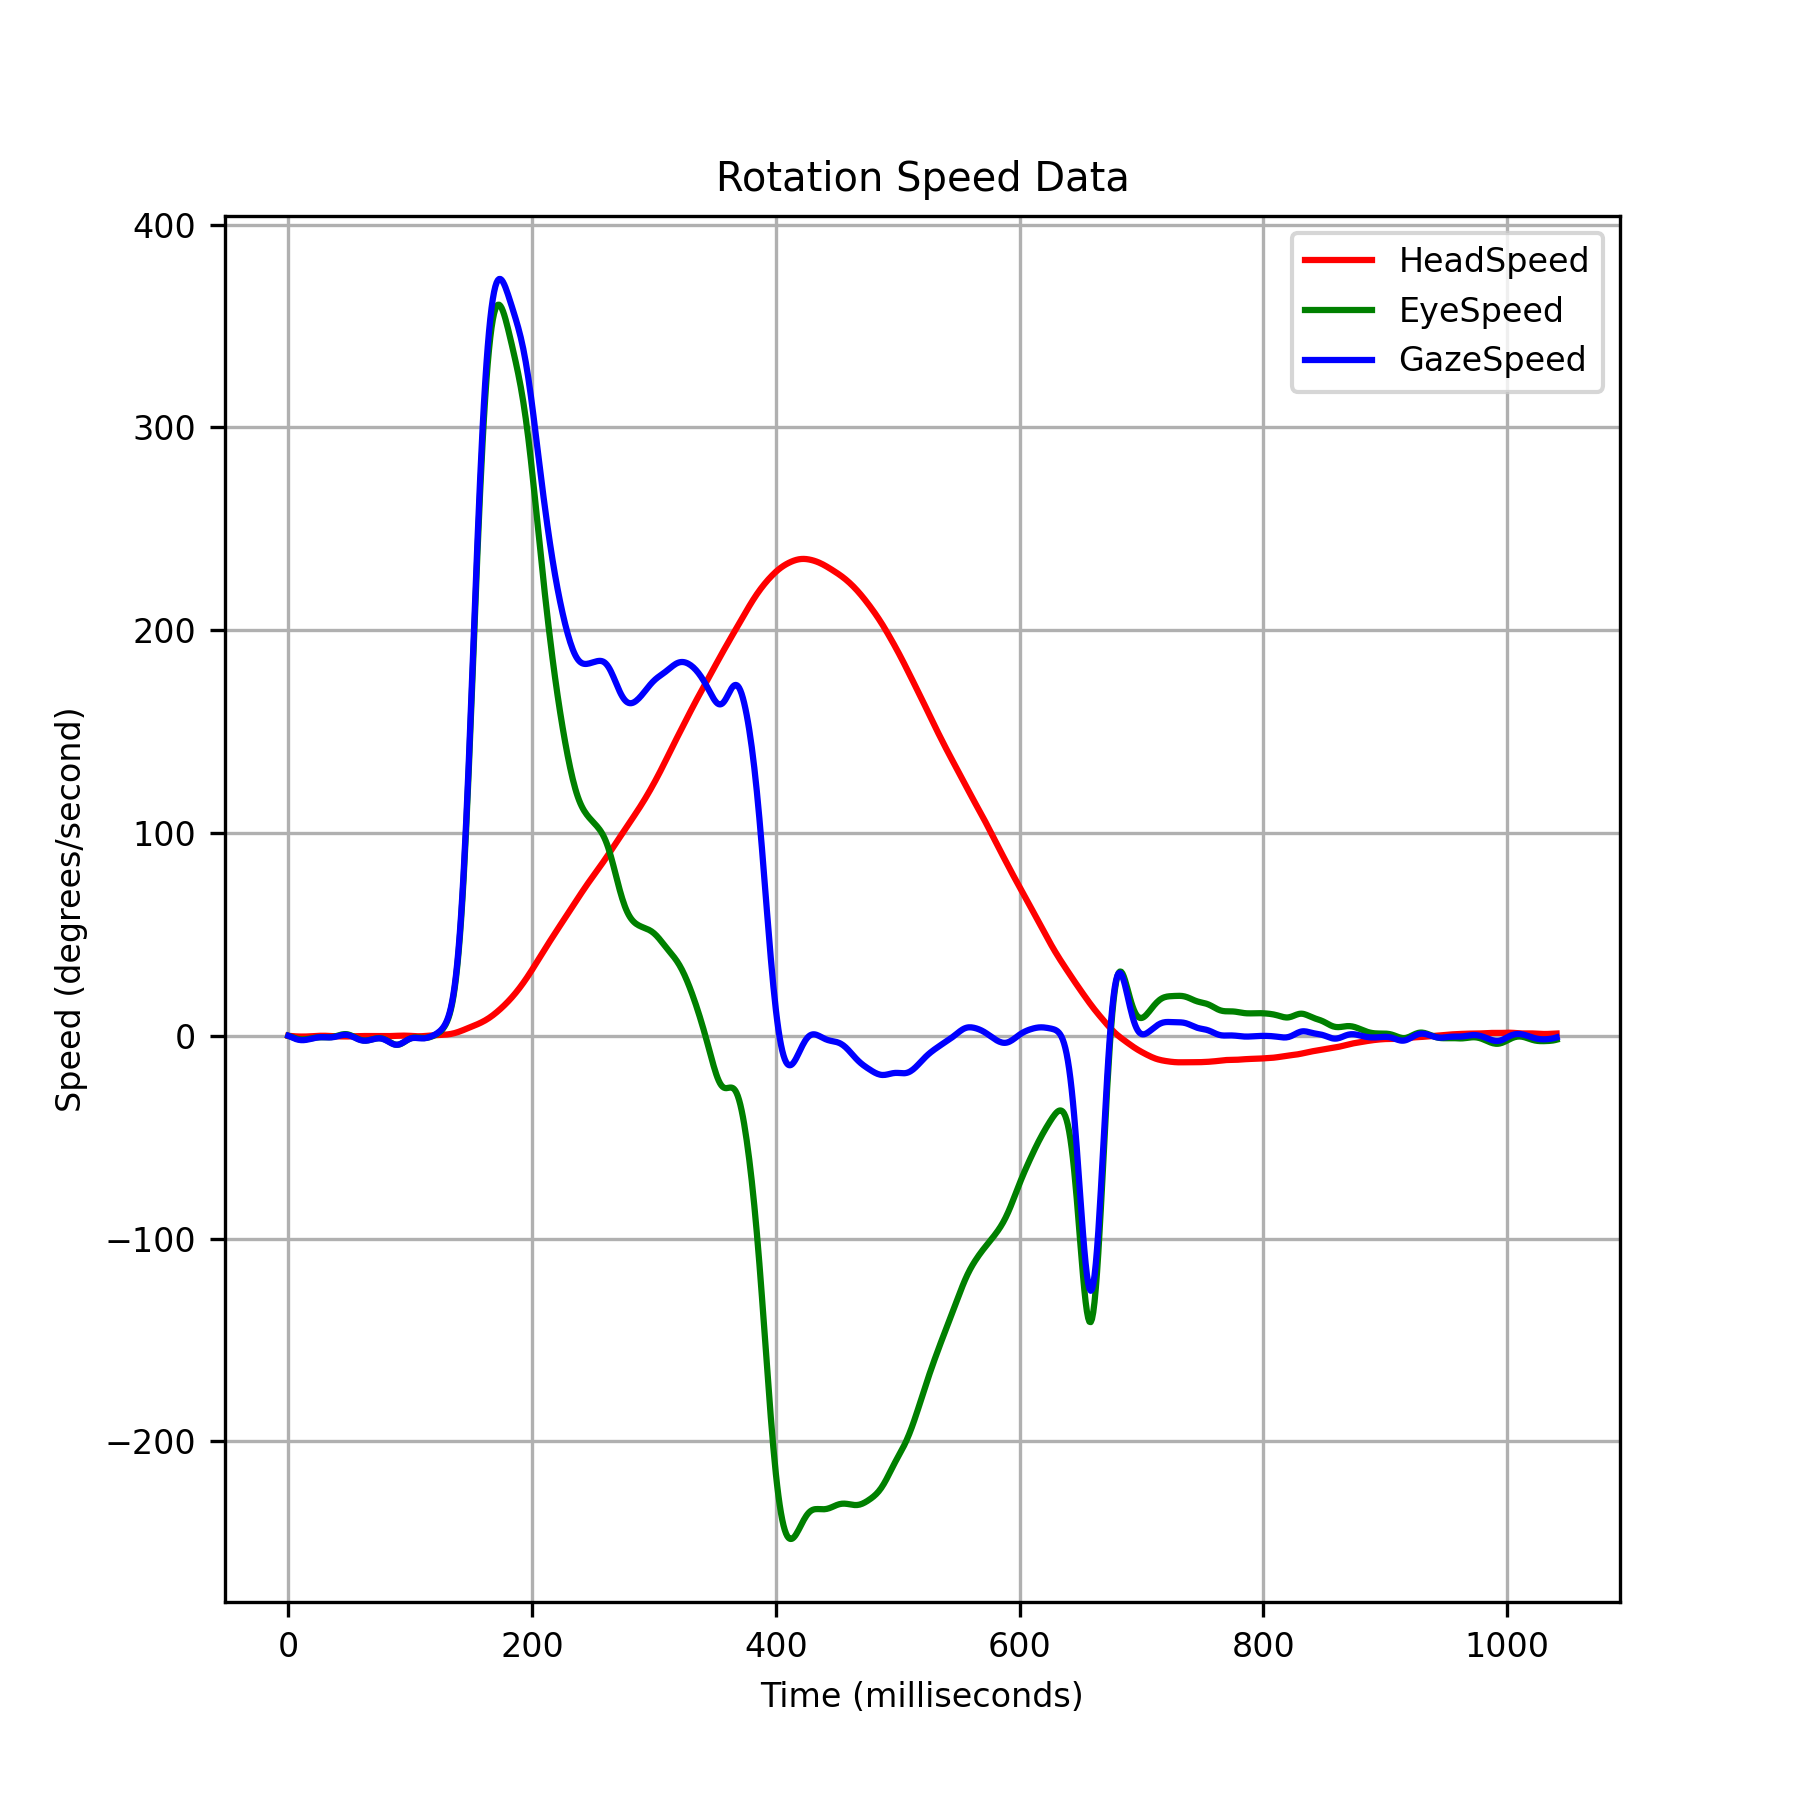 Rotation Speed Data
400
300
200
100
0
−100
−200
Speed (degrees/second)
HeadSpeed
EyeSpeed
GazeSpeed
0 200 400 600 800 1000
Time (milliseconds)